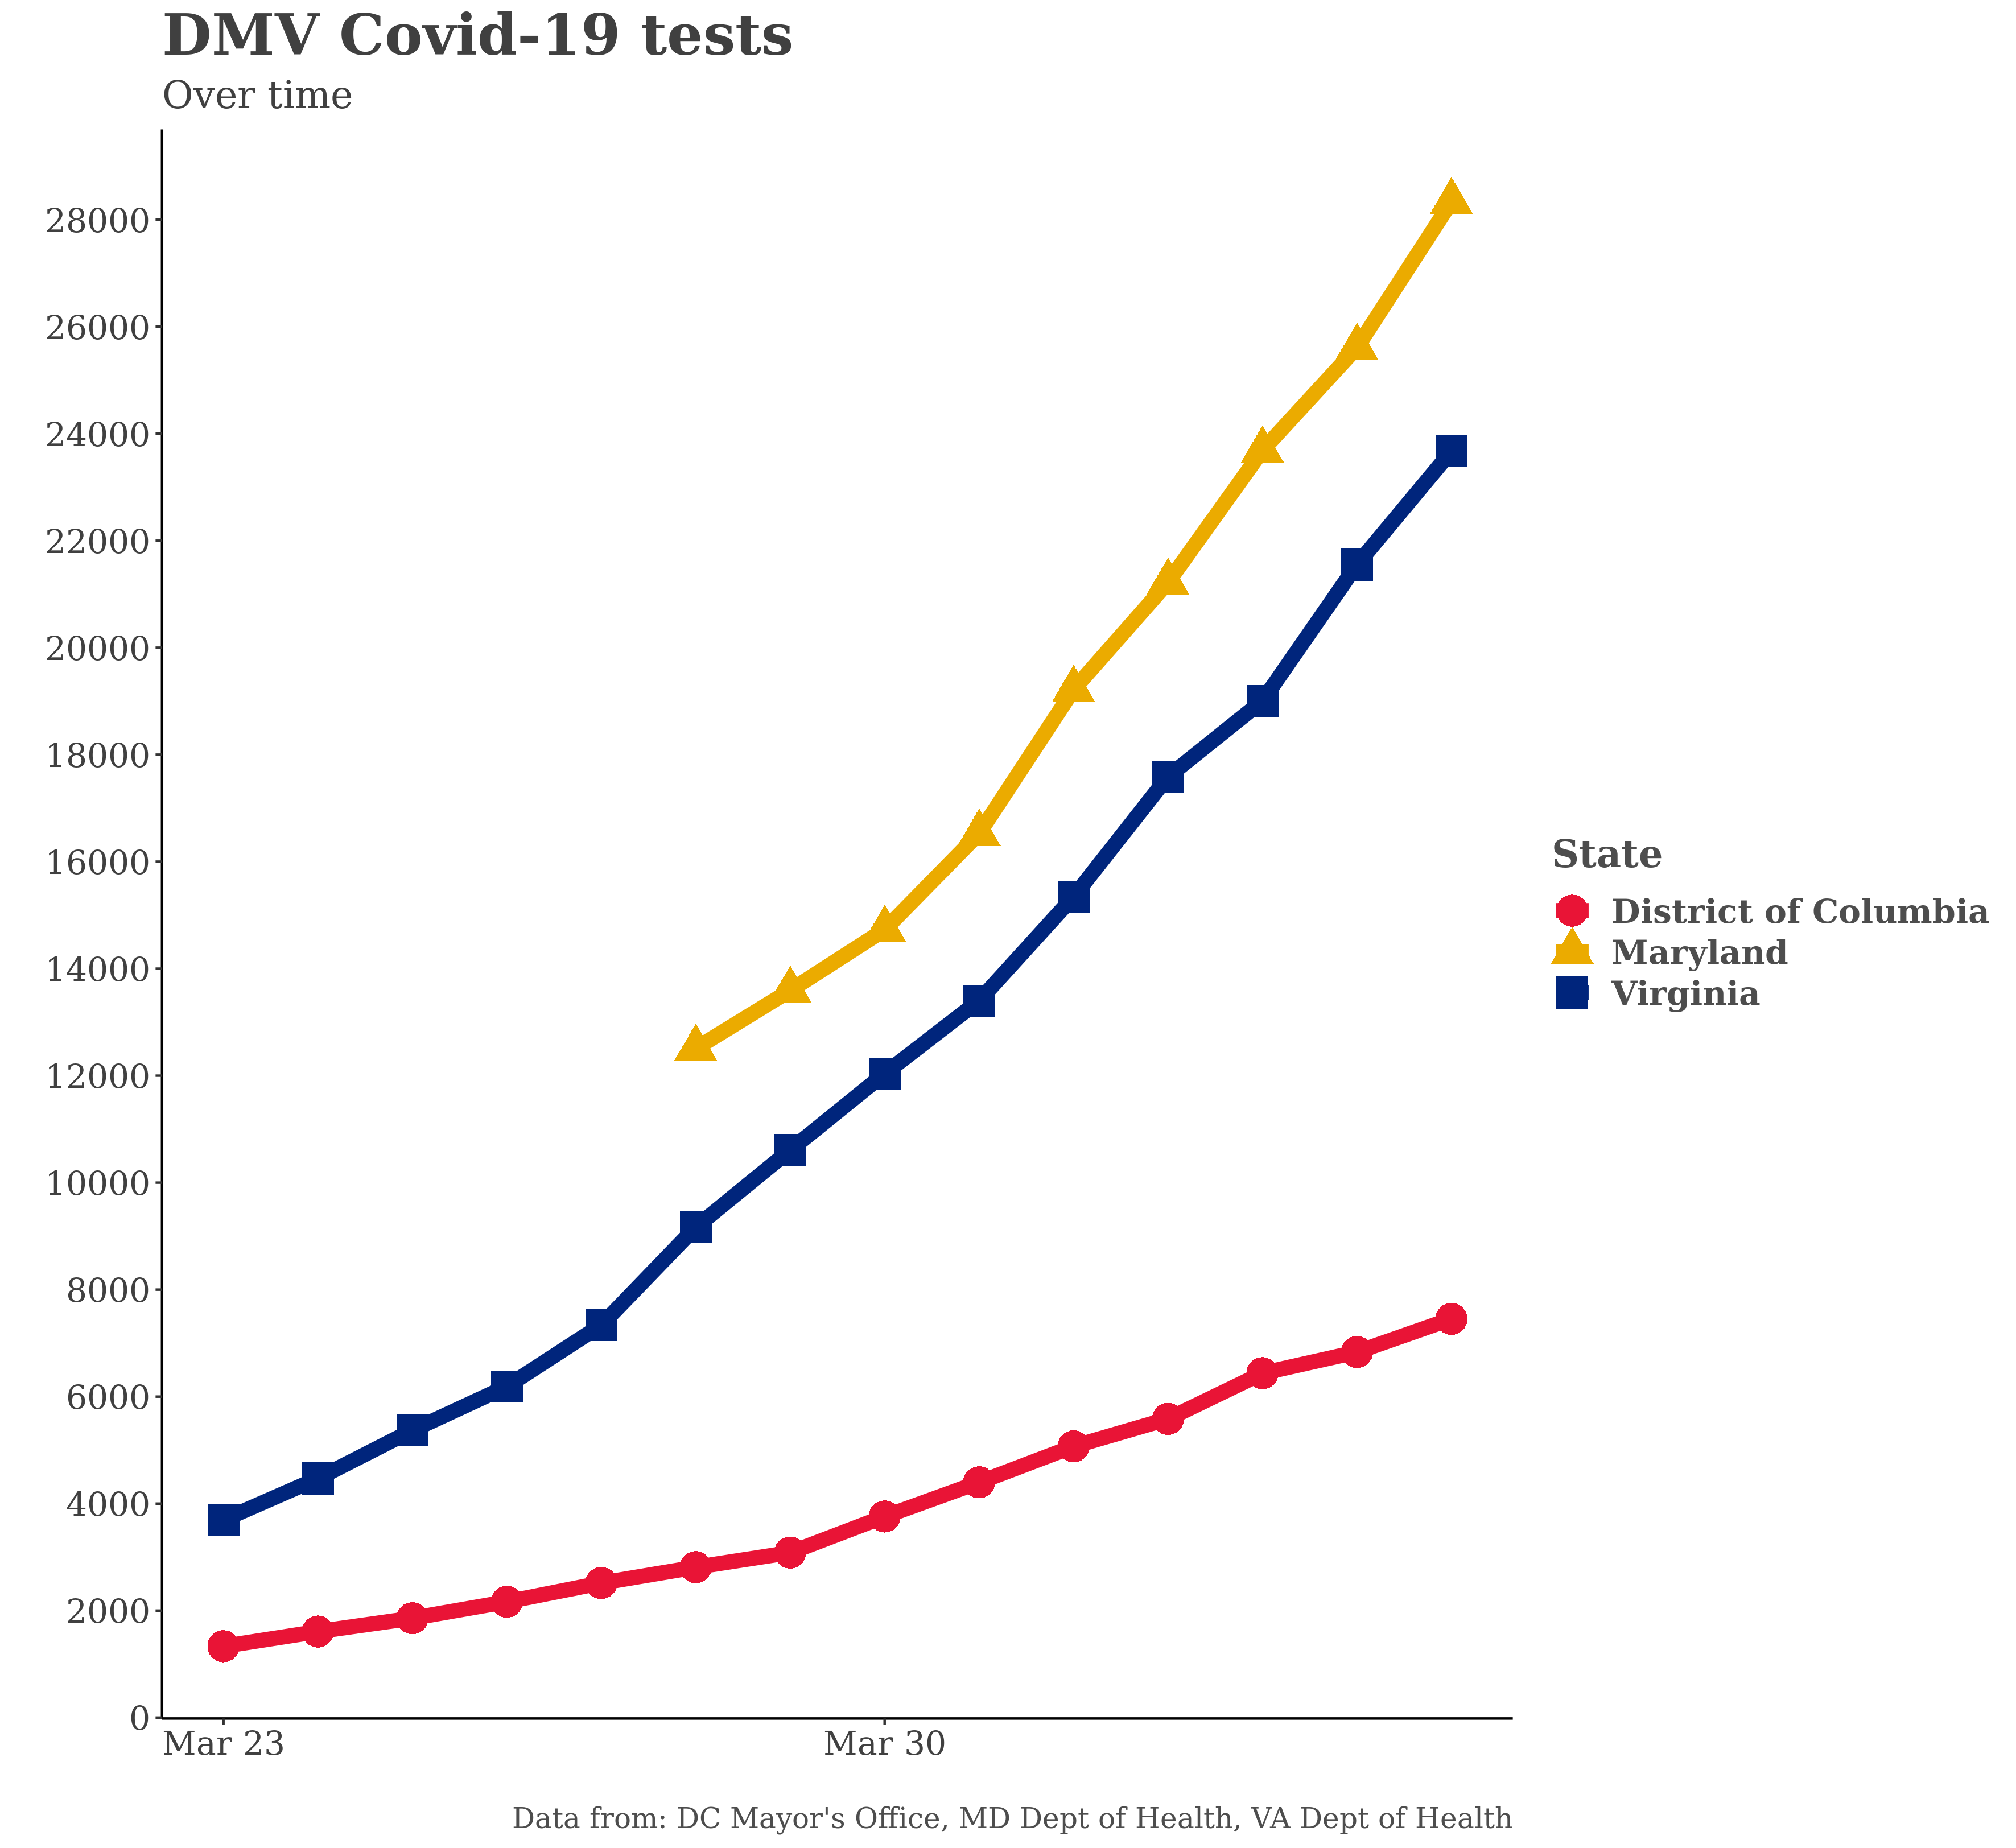 DMV Covid-19 tests
Over time
28000
26000
24000
22000
20000
18000
16000
14000
12000
10000
8000
6000
4000
2000
0
Mar 23
Mar 30
State
District of Columbia
Maryland
Virginia
Data from: DC Mayor's Office, MD Dept of Health, VA Dept of Health